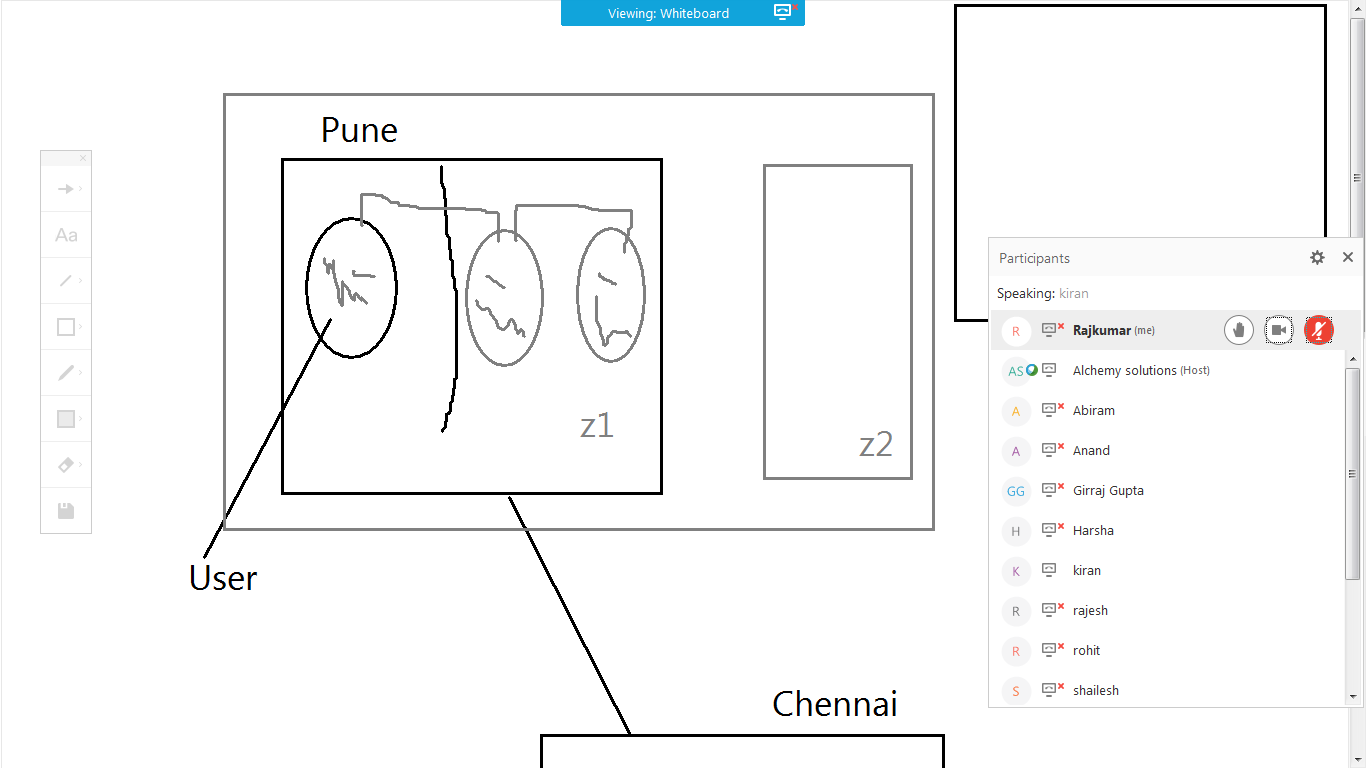 Viewing: Whiteboard
Pune
Aa
z1
z2
User
Chennai
Participants
Speaking: kiran
R Rajkumar (me)
AS Alchemy solutions (Host)
A Abiram
A Anand
GG Girraj Gupta
H Harsha
K kiran
R rajesh
R rohit
S shailesh